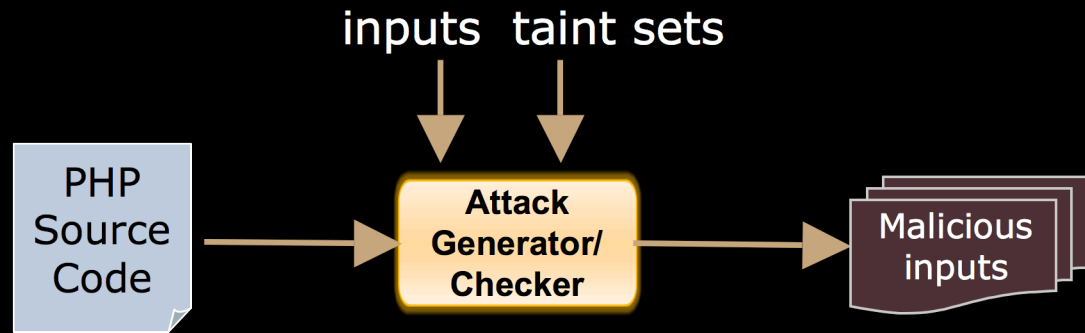 inputs taint sets
PHP
Source
Code
Attack
Generator/
Checker
Malicious
inputs